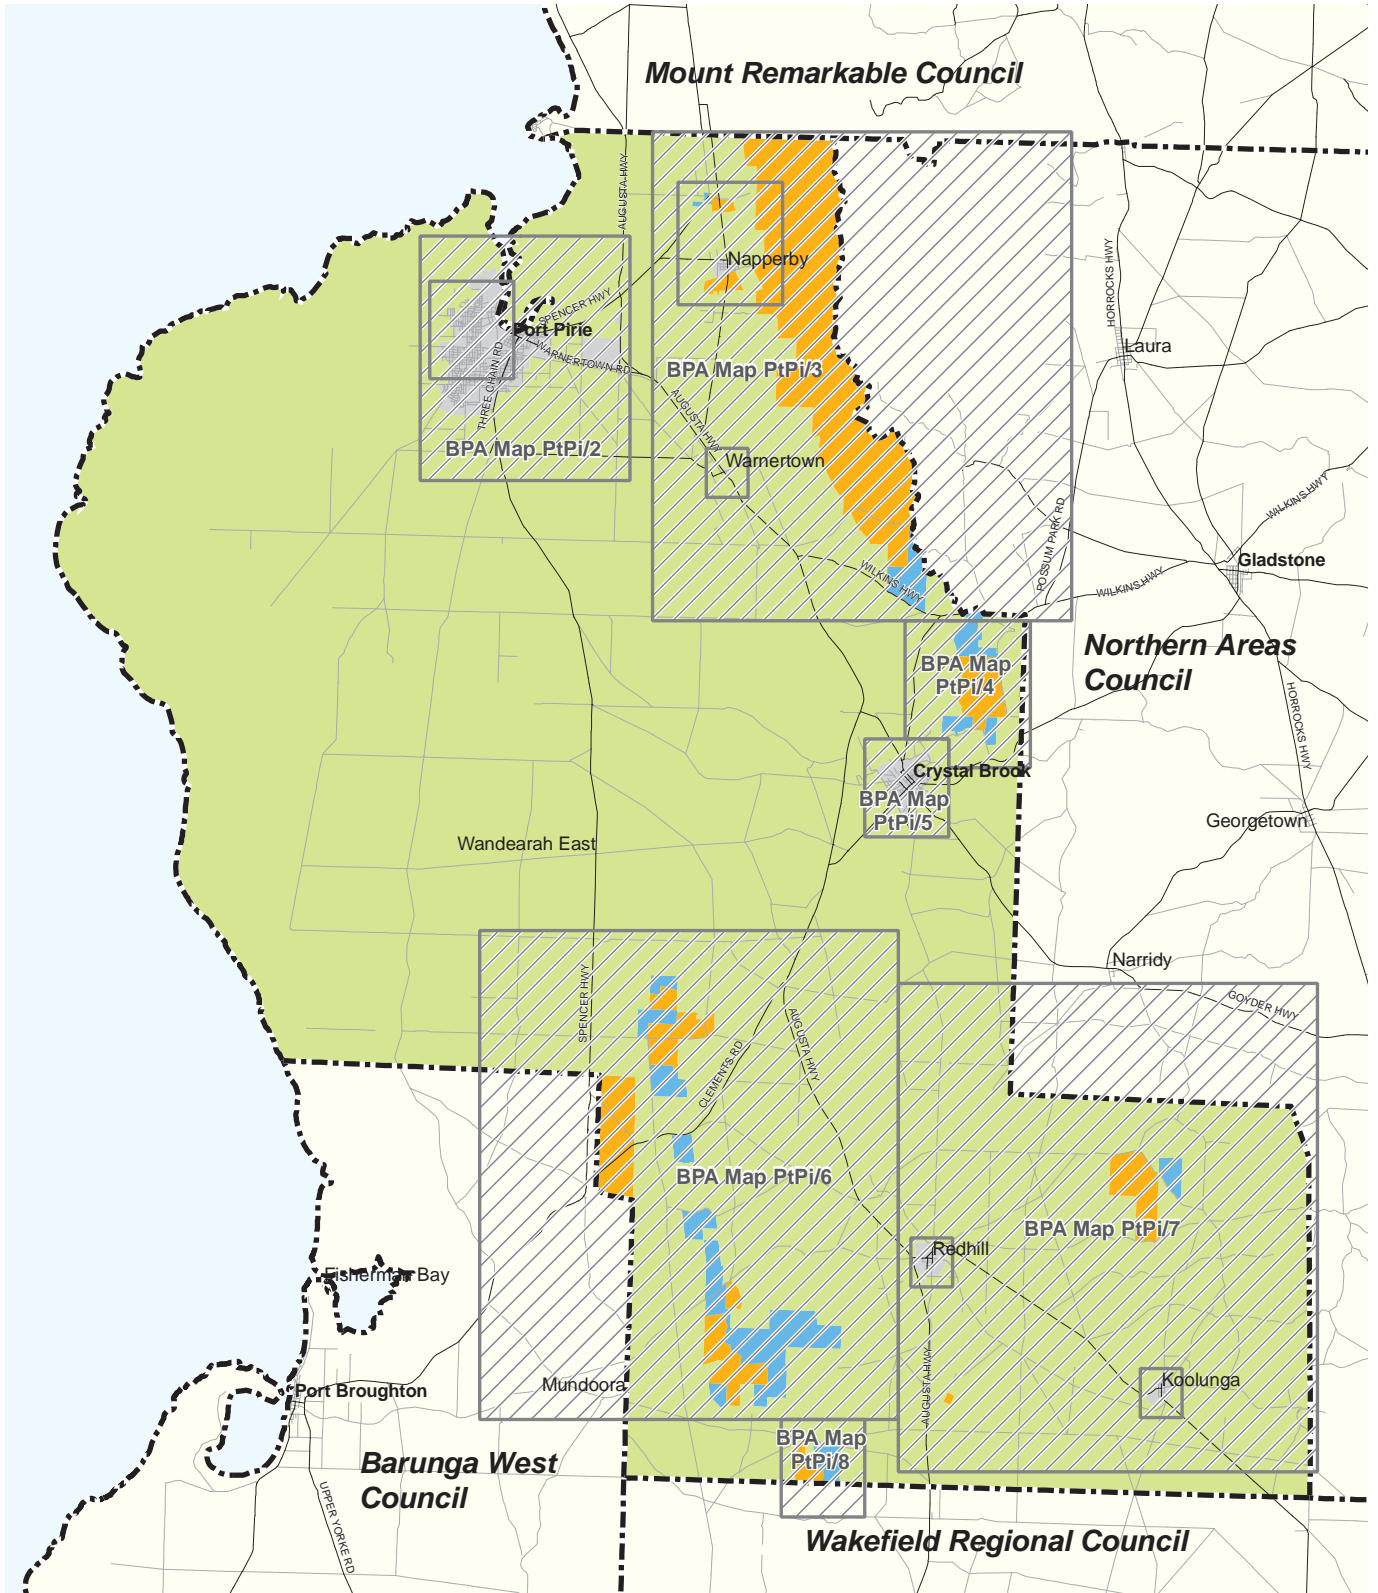 Mount Remarkable Council
AUGUSTA HWY
HORROCKS HWY
Napperby
SPENCER HWY
Port Pirie
WARNERTOWN RD
Laura
THREE CHAIN RD
BPA Map PtPi/3
AUGUSTA HWY
BPA Map PtPi/2
Warnertown
WILKINS HWY
POSSUM PARK RD
Gladstone
WILKINS HWY
WILKINS HWY
Northern Areas
Council
BPA Map
PtPi/4
HORROCKS HWY
Crystal Brook
BPA Map
PtPi/5
Georgetown
Wandearah East
Narridy
GOYDER HWY
SPENCER HWY
AUGUSTA HWY
CLEMENTS RD
BPA Map PtPi/6
BPA Map PtPi/7
Redhill
Fisherman Bay
AUGUSTA HWY
Koolunga
Mundoora
Port Broughton
BPA Map
PtPi/8
Barunga West
Council
UPPER YORKE RD
Wakefield Regional Council